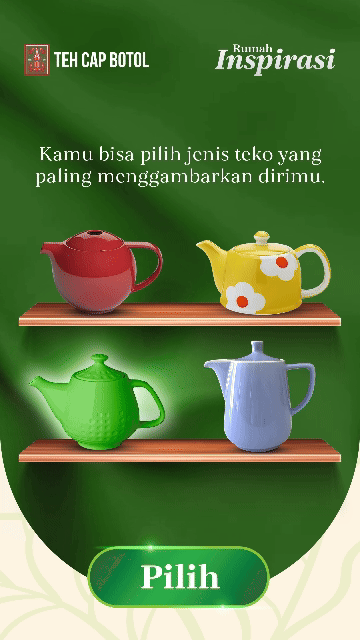 TEH CAP BOTOL
Rumah
Inspirasi
Kamu bisa pilih jenis teko yang
paling menggambarkan dirimu.
Pilih